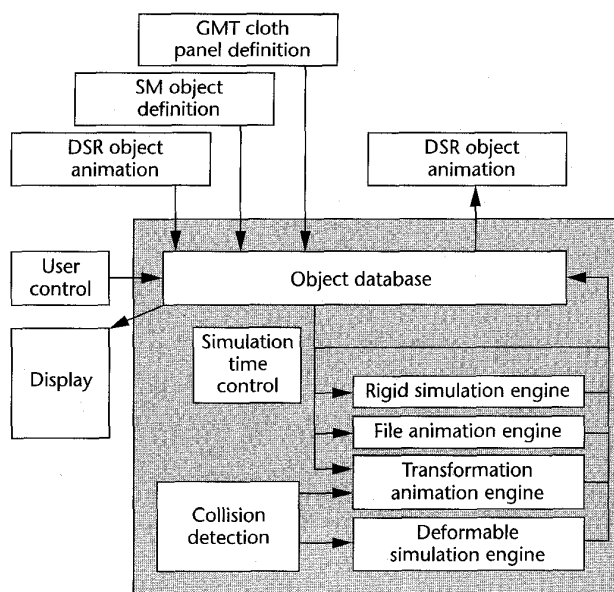 GMT cloth
panel definition
SM object
definition
DSR object
animation
DSR object
animation
User
control
Object database
Display
Simulation
time
control
Rigid simulation engine
File animation engine
Transformation
animation engine
Collision
detection
Deformable
simulation engine